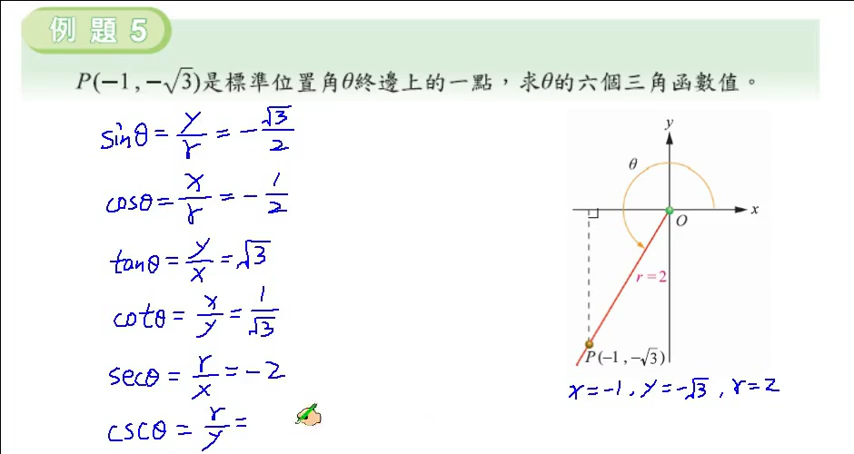 例題5
P(−1,−√3)是標準位置角θ終邊上的一點，求θ的六個三角函數值。
sinθ = y/r = −√3/2
cosθ = x/r = −1/2
tanθ = y/x = √3
cotθ = x/y = 1/√3
secθ = r/x = −2
cscθ = r/y =
y
θ
x
O
r=2
P(−1,−√3)
x=−1, y=−√3, r=2